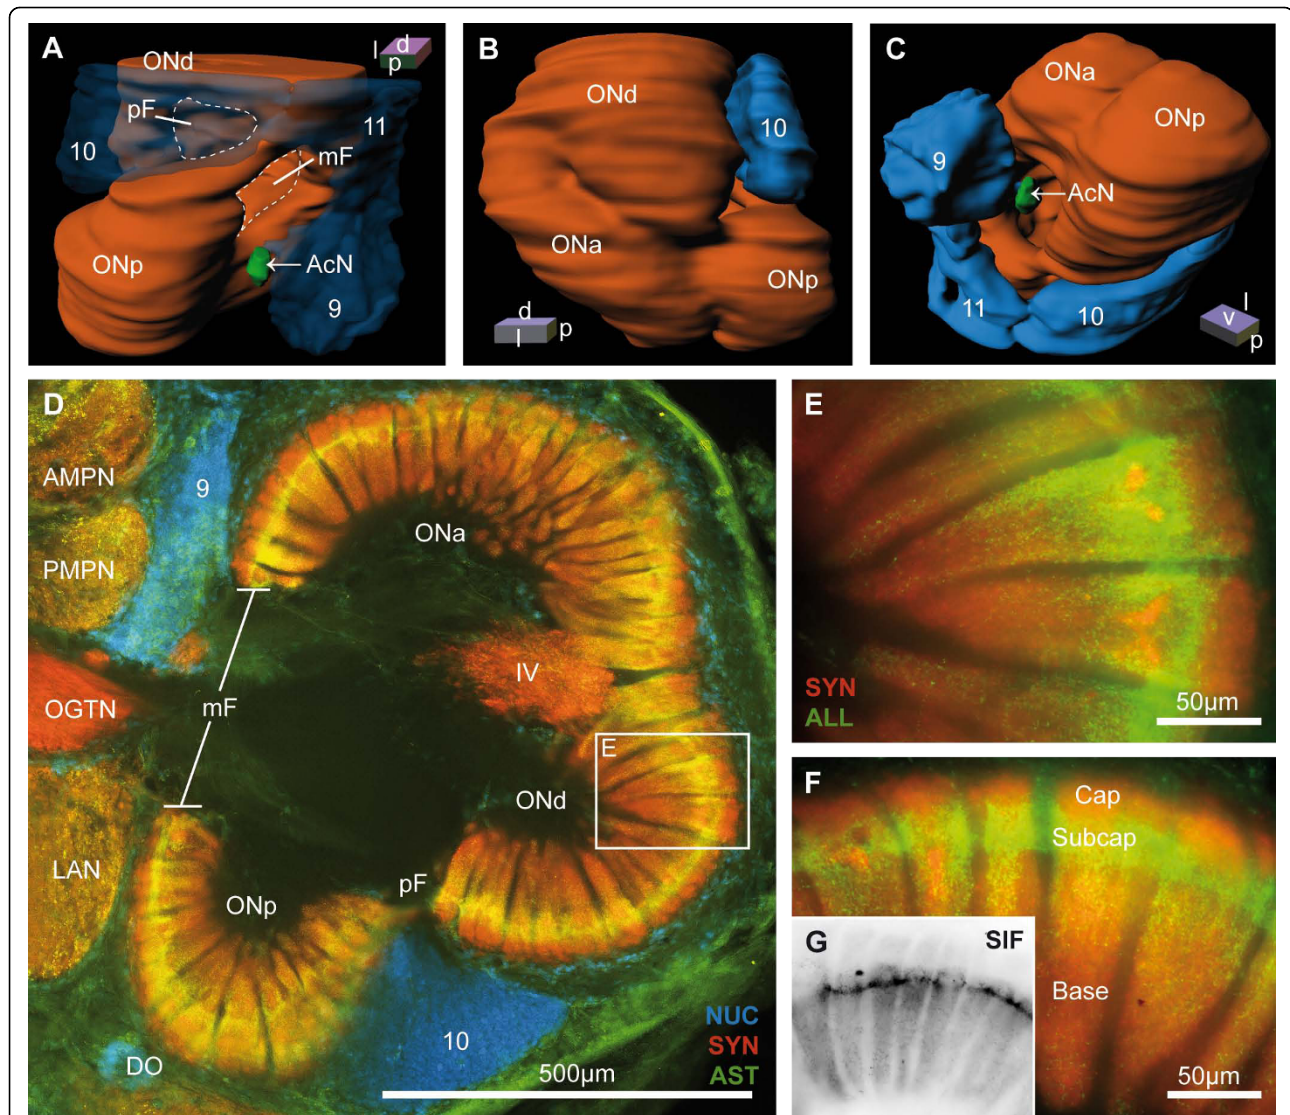 A
l
d
p
ONd
pF
10
11
mF
ONp
AcN
9
B
ONd
10
ONa
ONp
d
l
p
C
ONa
ONp
9
AcN
11
10
l
v
p
D
AMPN
9
PMPN
ONa
OGTN
mF
IV
E
ONd
LAN
pF
ONp
DO
10
NUC
SYN
AST
500µm
E
SYN
ALL
50µm
F
Cap
Subcap
Base
50µm
G
SIF